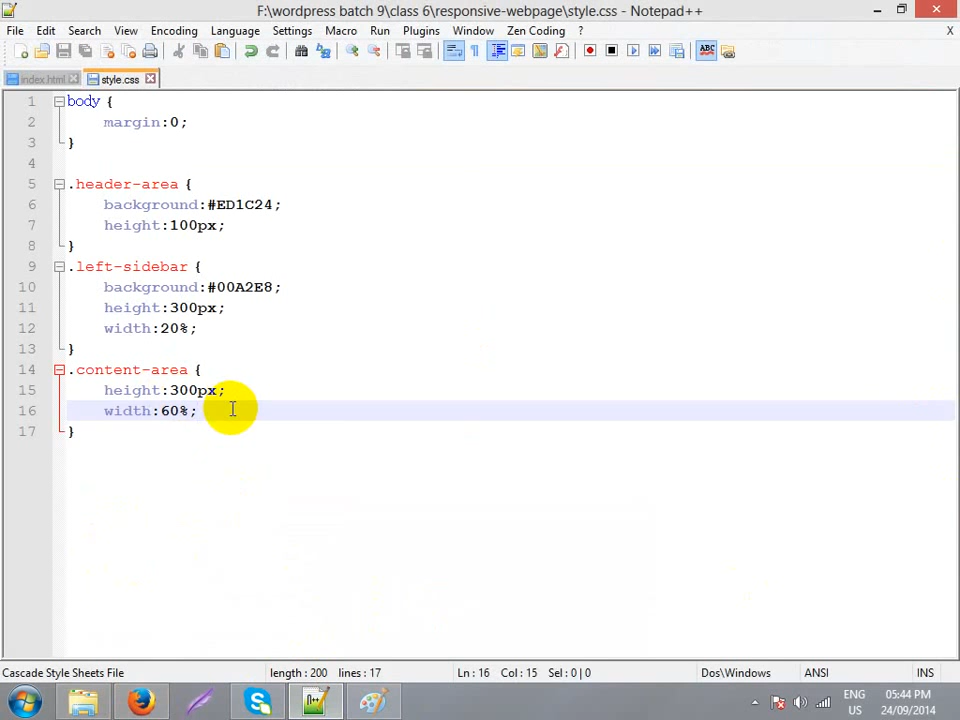 F:\wordpress batch 9\class 6\responsive-webpage\style.css - Notepad++
File Edit Search View Encoding Language Settings Macro Run Plugins Window Zen Coding ? X
index.html style.css
1 body {
2 margin:0;
3 }
4
5 .header-area {
6 background:#ED1C24;
7 height:100px;
8 }
9 .left-sidebar {
10 background:#00A2E8;
11 height:300px;
12 width:20%;
13 }
14 .content-area {
15 height:300px;
16 width:60%;
17 }
Cascade Style Sheets File length : 200 lines : 17 Ln : 16 Col : 15 Sel : 0 | 0 Dos\Windows ANSI INS
ENG 05:44 PM
US 24/09/2014